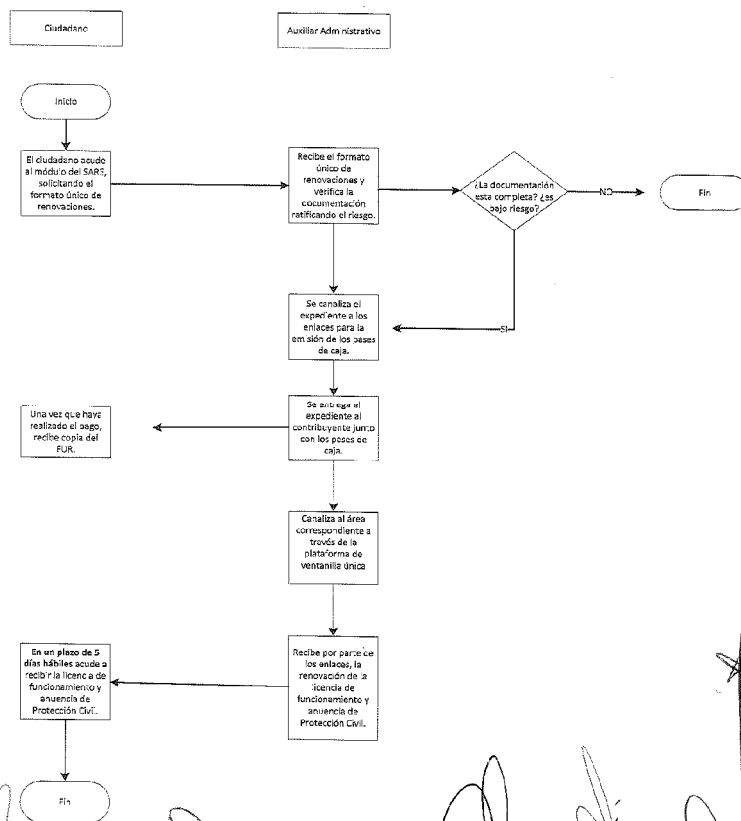 Ciudadano
Auxiliar Administrativo
Inicio
El ciudadano acude
al módulo del SARE,
solicitando el
formato único de
renovaciones.
Recibe el formato
único de
renovaciones y
verifica la
documentación
ratificando el riesgo.
¿La documentación
esta completa? ¿es
bajo riesgo?
NO
Fin
SI
Se canaliza el
expediente a los
enlaces para la
emisión de los pases
de caja.
Se entrega el
expediente al
contribuyente junto
con los pases de
caja.
Una vez que haya
realizado el pago,
recibe copia del
FUR.
Canaliza al área
correspondiente a
través de la
plataforma de
ventanilla única
Recibe por parte de
los enlaces, la
renovación de la
licencia de
funcionamiento y
anuencia de
Protección Civil.
En un plazo de 5
días hábiles acude a
recibir la licencia de
funcionamiento y
anuencia de
Protección Civil.
Fin